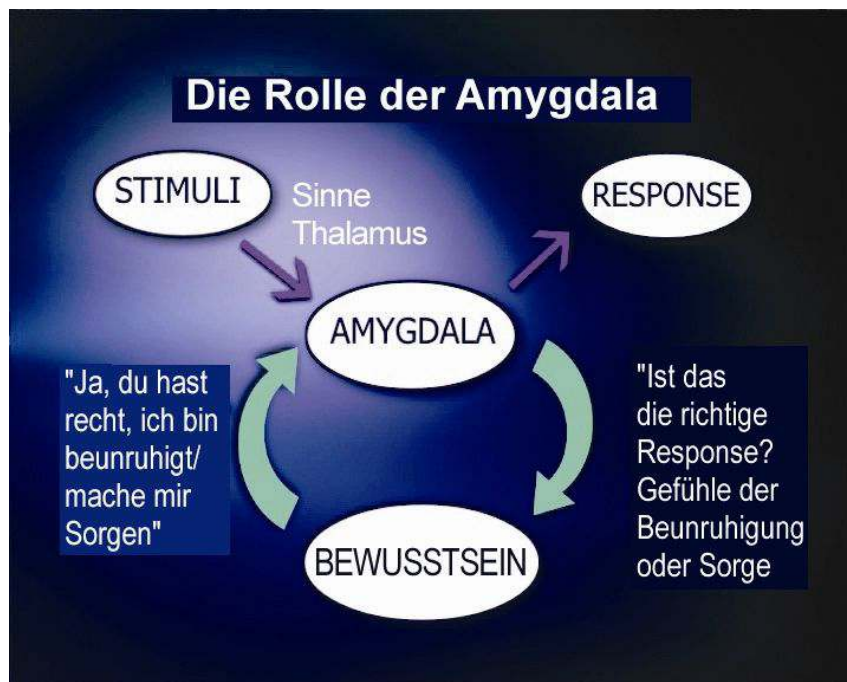 Die Rolle der Amygdala
STIMULI
Sinne
Thalamus
RESPONSE
AMYGDALA
"Ja, du hast
recht, ich bin
beunruhigt/
mache mir
Sorgen"
"Ist das
die richtige
Response?
Gefühle der
Beunruhigung
oder Sorge
BEWUSSTSEIN